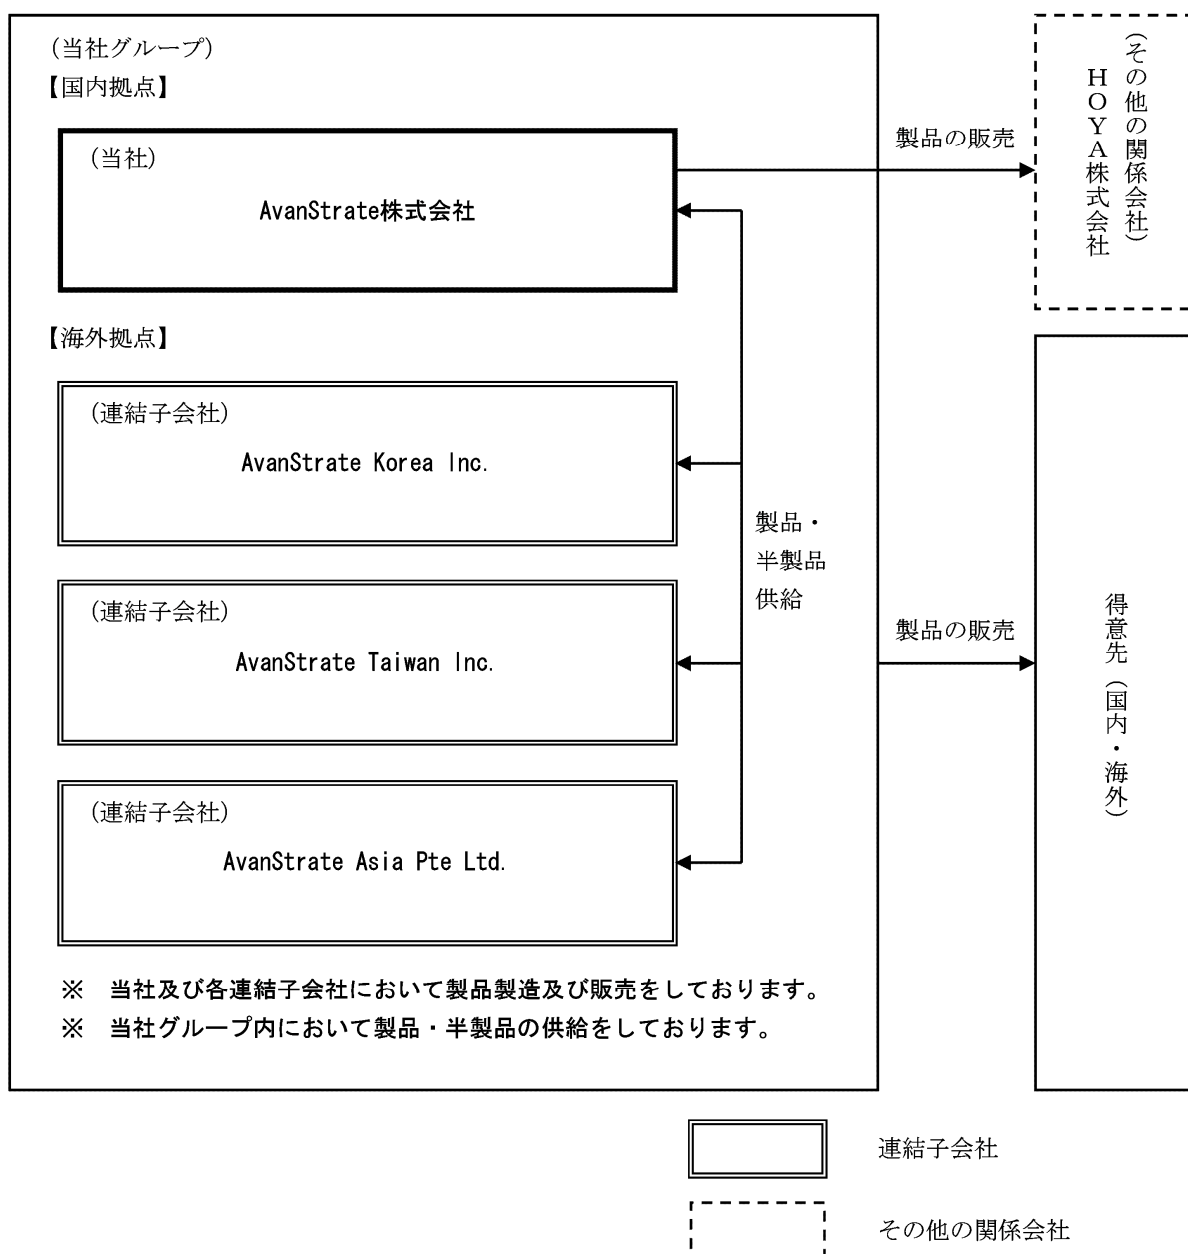 (当社グループ)
【国内拠点】
(当社)
AvanStrate株式会社
製品の販売
(その他の関係会社)
HOYA株式会社
【海外拠点】
(連結子会社)
AvanStrate Korea Inc.
製品・
半製品
供給
(連結子会社)
AvanStrate Taiwan Inc.
製品の販売
得意先(国内・海外)
(連結子会社)
AvanStrate Asia Pte Ltd.
※ 当社及び各連結子会社において製品製造及び販売をしております。
※ 当社グループ内において製品・半製品の供給をしております。
連結子会社
その他の関係会社